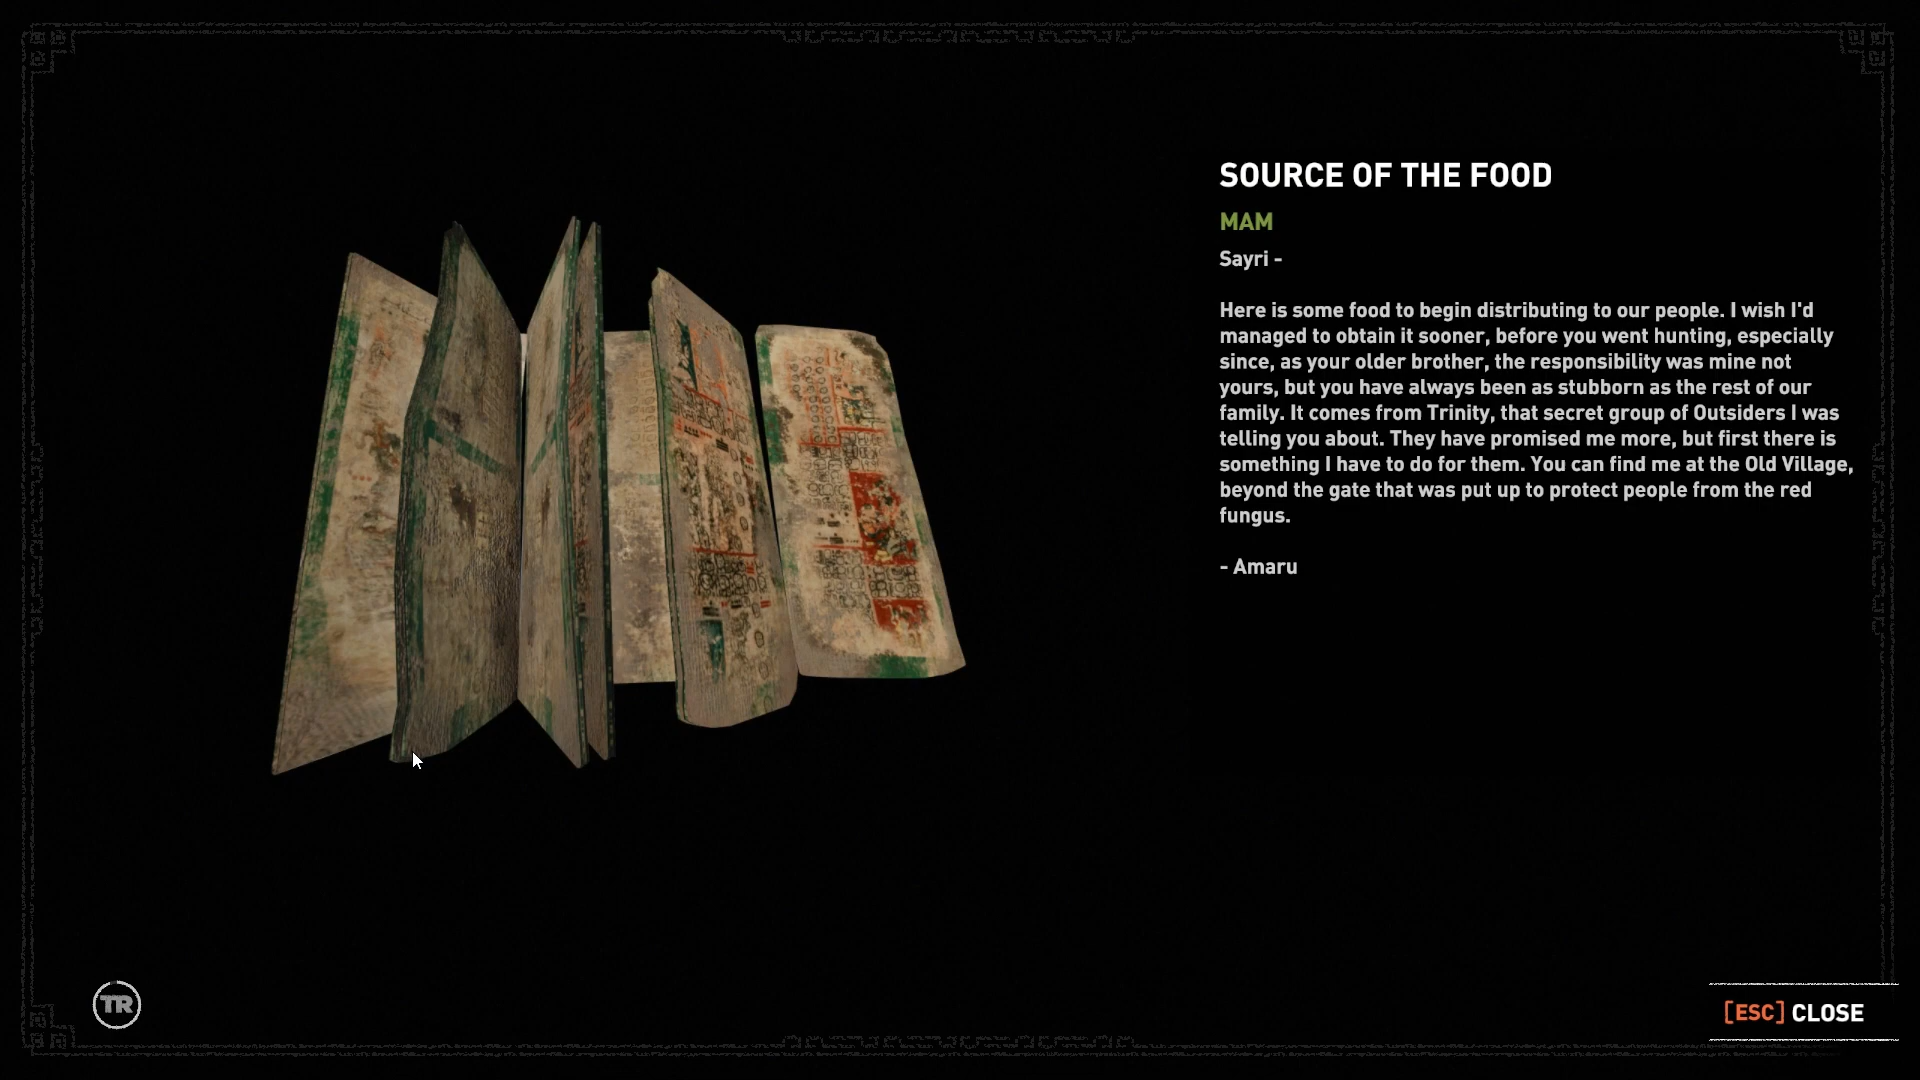 SOURCE OF THE FOOD
MAM
Sayri -
Here is some food to begin distributing to our people. I wish I'd
managed to obtain it sooner, before you went hunting, especially
since, as your older brother, the responsibility was mine not
yours, but you have always been as stubborn as the rest of our
family. It comes from Trinity, that secret group of Outsiders I was
telling you about. They have promised me more, but first there is
something I have to do for them. You can find me at the Old Village,
beyond the gate that was put up to protect people from the red
fungus.
- Amaru
TR
[ESC] CLOSE